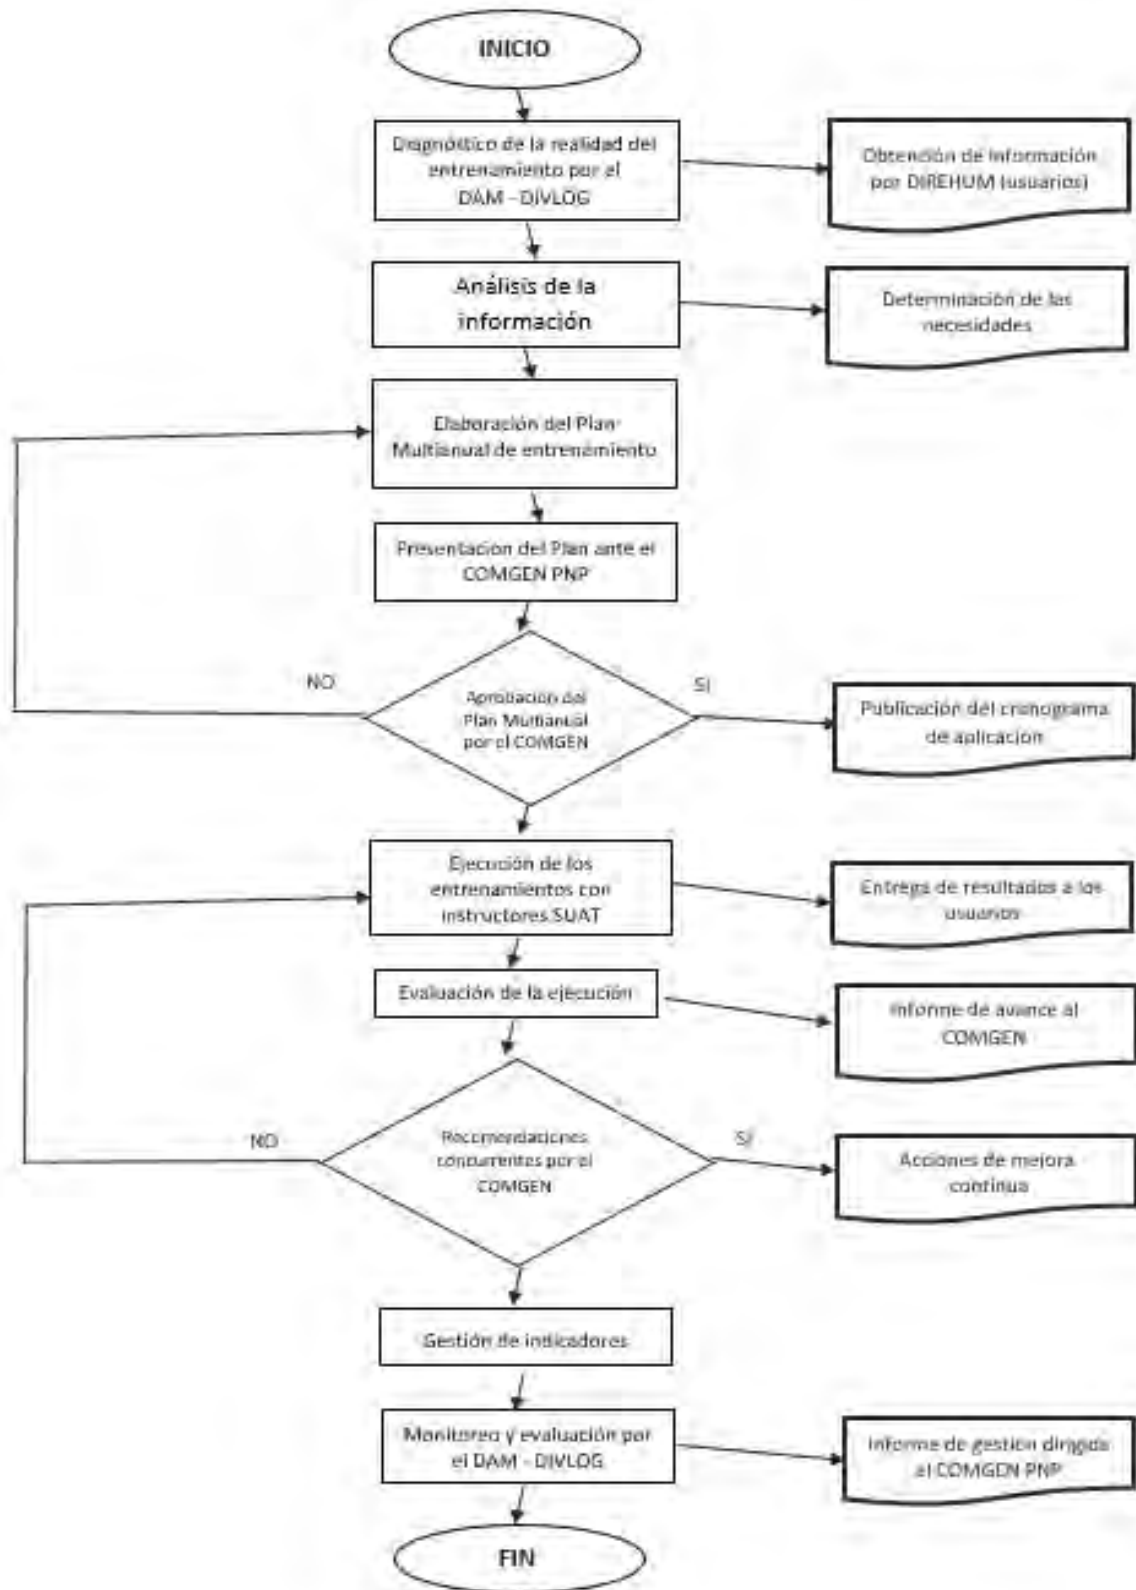 INICIO
Diagnóstico de la realidad del
entrenamiento por el
DAM - DIVLOG
Obtención de información
por DIREHUM (usuarios)
Análisis de la
información
Determinación de las
necesidades
Elaboración del Plan
Multianual de entrenamiento
Presentación del Plan ante el
COMGEN PNP
NO
Aprobación del
Plan Multianual
por el COMGEN
SI
Publicación del cronograma
de aplicación
Ejecución de los
entrenamientos con
instructores SUAT
Entrega de resultados a los
usuarios
Evaluación de la ejecución
Informe de avance al
COMGEN
NO
Recomendaciones
concurrentes por el
COMGEN
SI
Acciones de mejora
continua
Gestión de indicadores
Monitoreo y evaluación por
el DAM - DIVLOG
Informe de gestión dirigida
al COMGEN PNP
FIN